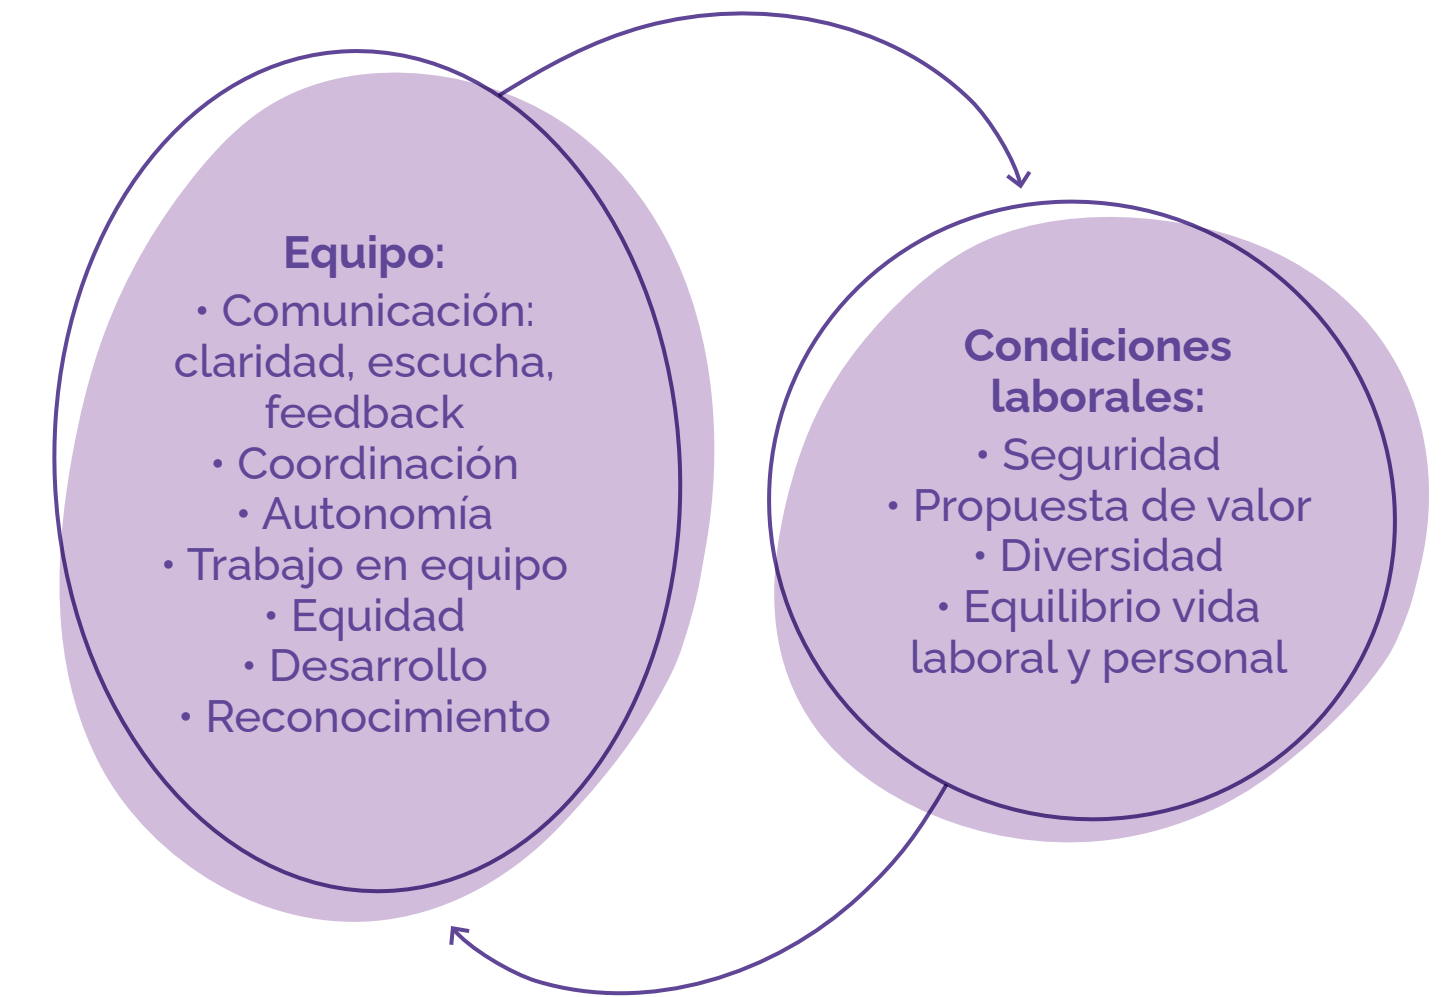 Equipo:
• Comunicación:
claridad, escucha,
feedback
• Coordinación
• Autonomía
• Trabajo en equipo
• Equidad
• Desarrollo
• Reconocimiento
Condiciones
laborales:
• Seguridad
• Propuesta de valor
• Diversidad
• Equilibrio vida
laboral y personal